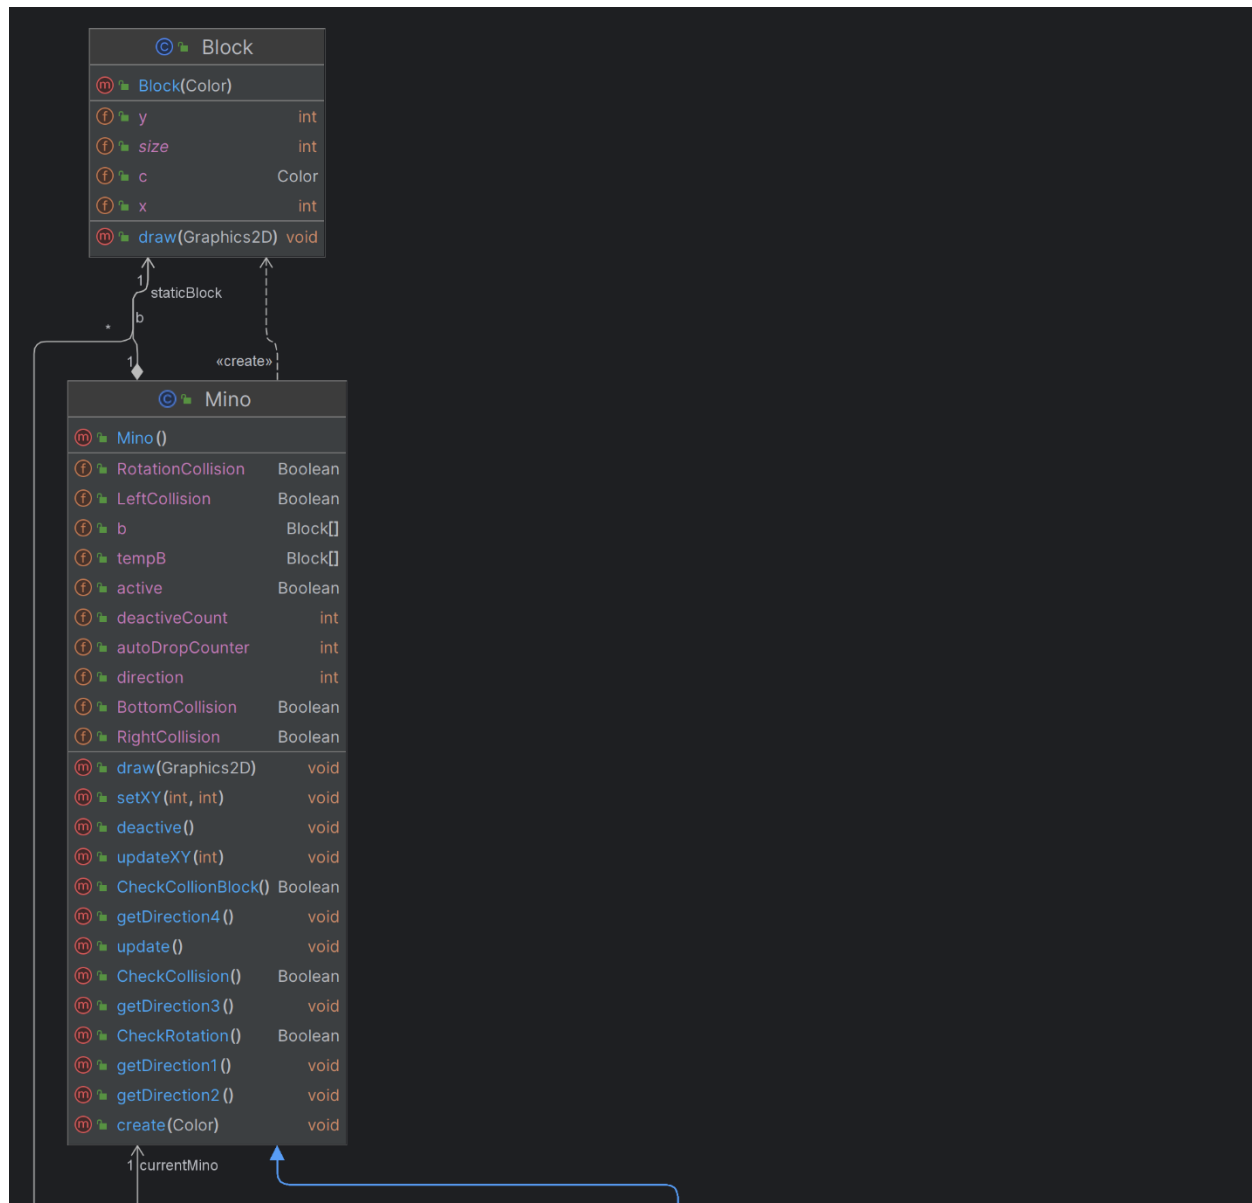 Block
Block(Color)
y int
size int
c Color
x int
draw(Graphics2D) void
1
staticBlock
b
*
1
«create»
Mino
Mino()
RotationCollision Boolean
LeftCollision Boolean
b Block[]
tempB Block[]
active Boolean
deactiveCount int
autoDropCounter int
direction int
BottomCollision Boolean
RightCollision Boolean
draw(Graphics2D) void
setXY(int, int) void
deactive() void
updateXY(int) void
CheckCollionBlock() Boolean
getDirection4() void
update() void
CheckCollision() Boolean
getDirection3() void
CheckRotation() Boolean
getDirection1() void
getDirection2() void
create(Color) void
1 currentMino